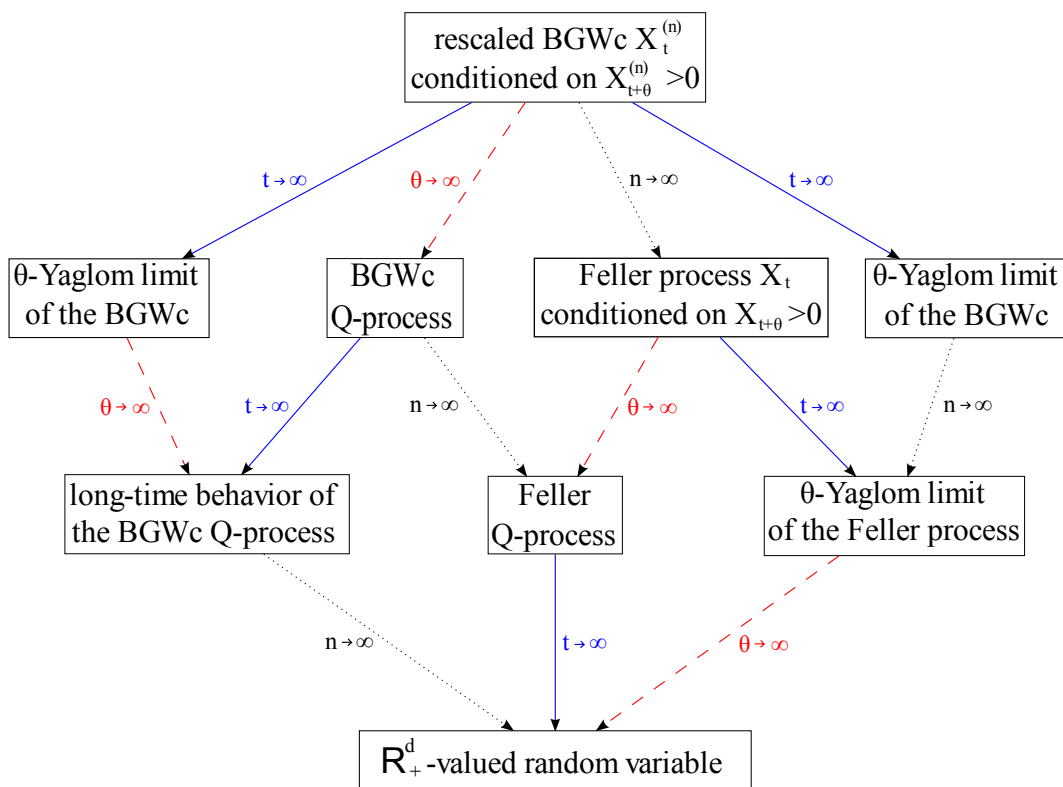 rescaled BGWc X_t^(n)
conditioned on X_{t+θ}^(n) >0
t→∞
θ→∞
n→∞
t→∞
θ-Yaglom limit
of the BGWc
BGWc
Q-process
Feller process X_t
conditioned on X_{t+θ} >0
θ-Yaglom limit
of the BGWc
θ→∞
t→∞
n→∞
θ→∞
t→∞
n→∞
long-time behavior of
the BGWc Q-process
Feller
Q-process
θ-Yaglom limit
of the Feller process
n→∞
t→∞
θ→∞
R_+^d-valued random variable